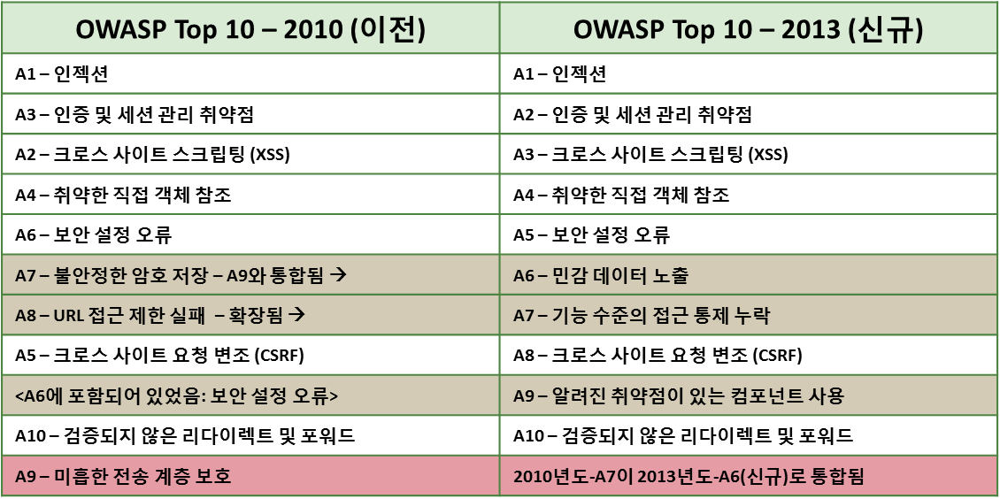 OWASP Top 10 – 2010 (이전)
OWASP Top 10 – 2013 (신규)
A1 – 인젝션
A1 – 인젝션
A3 – 인증 및 세션 관리 취약점
A2 – 인증 및 세션 관리 취약점
A2 – 크로스 사이트 스크립팅 (XSS)
A3 – 크로스 사이트 스크립팅 (XSS)
A4 – 취약한 직접 객체 참조
A4 – 취약한 직접 객체 참조
A6 – 보안 설정 오류
A5 – 보안 설정 오류
A7 – 불안정한 암호 저장 – A9와 통합됨 →
A6 – 민감 데이터 노출
A8 – URL 접근 제한 실패 – 확장됨 →
A7 – 기능 수준의 접근 통제 누락
A5 – 크로스 사이트 요청 변조 (CSRF)
A8 – 크로스 사이트 요청 변조 (CSRF)
<A6에 포함되어 있었음: 보안 설정 오류>
A9 – 알려진 취약점이 있는 컴포넌트 사용
A10 – 검증되지 않은 리다이렉트 및 포워드
A10 – 검증되지 않은 리다이렉트 및 포워드
A9 – 미흡한 전송 계층 보호
2010년도-A7이 2013년도-A6(신규)로 통합됨